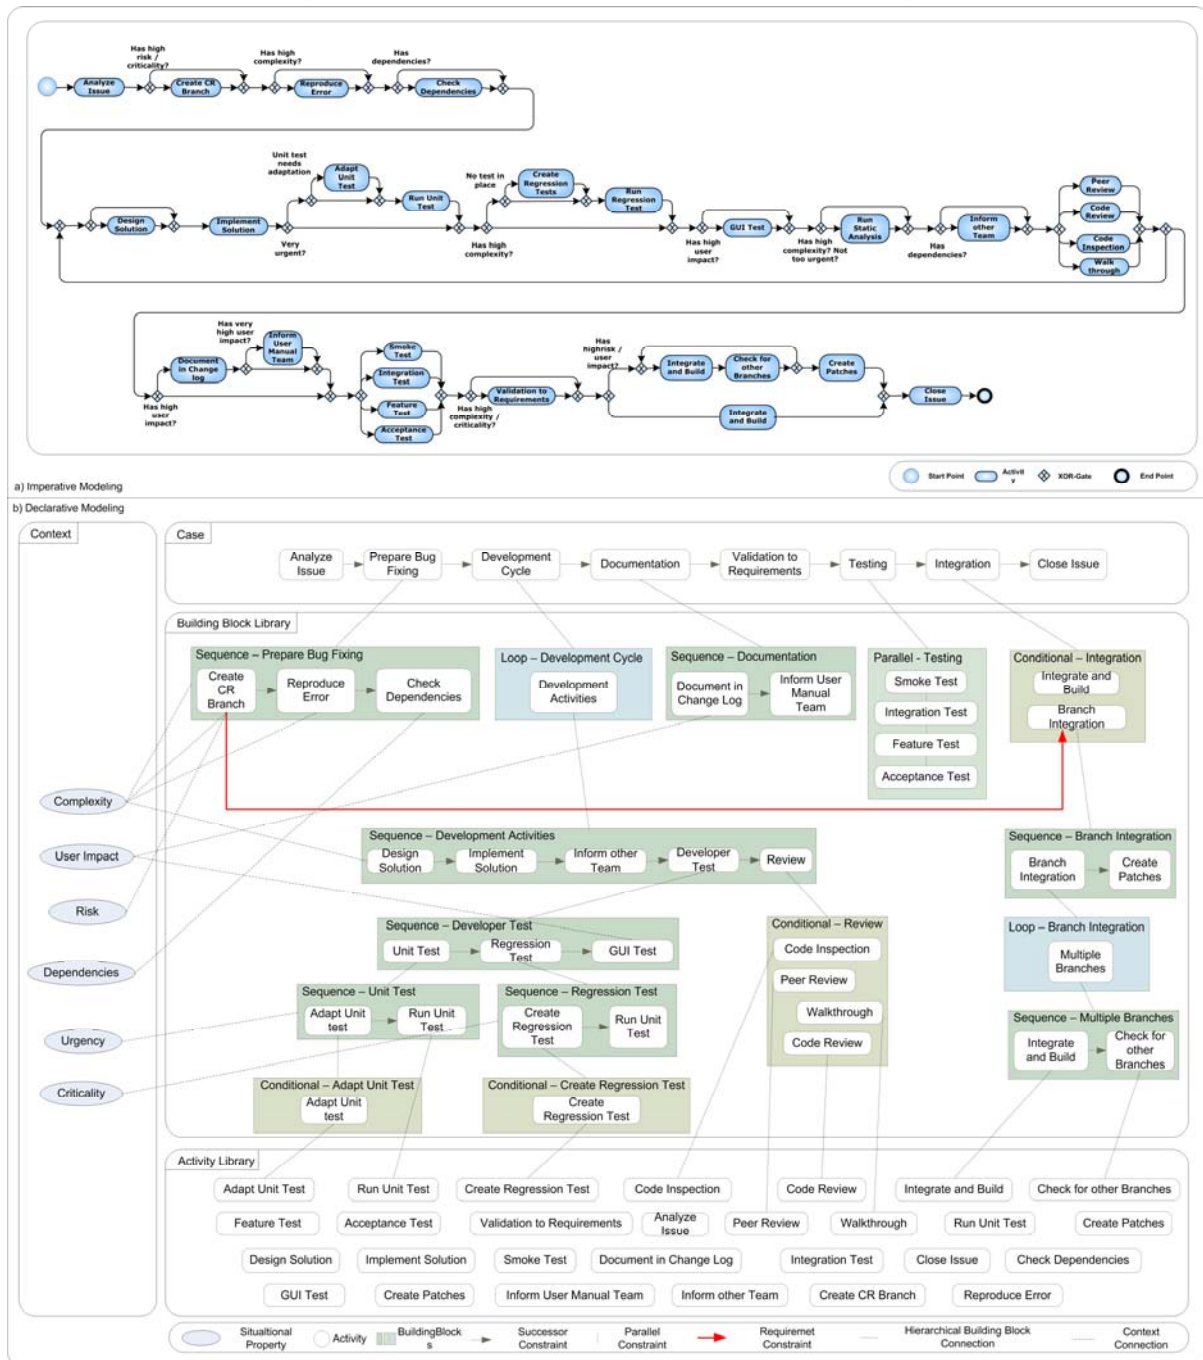 Has high
risk /
criticality?
Has high
complexity?
Has
dependencies?
Analyze
Issue
Create CR
Branch
Reproduce
Error
Check
Dependencies
Unit test
needs
adaptation
Adapt
Unit
Test
Run Unit
Test
No test in
place
Create
Regression
Tests
Run
Regression
Test
Design
Solution
Implement
Solution
Very
urgent?
Has high
complexity?
Has high
user
impact?
GUI Test
Has high
complexity? Not
too urgent?
Run
Static
Analysis
Has
dependencies?
Inform
other
Team
Peer
Review
Code
Review
Code
Inspection
Walk
through
Has high
user
impact?
Document
in Change
log
Has very
high user
impact?
Inform
User
Manual
Team
Smoke
Test
Integration
Test
Feature
Test
Acceptance
Test
Has high
complexity /
criticality?
Validation to
Requirements
Has highrisk /
user
impact?
Integrate
and Build
Check for
other
Branches
Create
Patches
Integrate
and Build
Close
Issue
Start Point
Activit
y
XOR-Gate
End Point
a) Imperative Modeling
b) Declarative Modeling
Context
Complexity
User Impact
Risk
Dependencies
Urgency
Criticality
Case
Analyze
Issue
Prepare Bug
Fixing
Development
Cycle
Documentation
Validation to
Requirements
Testing
Integration
Close Issue
Building Block Library
Sequence – Prepare Bug Fixing
Create
CR
Branch
Reproduce
Error
Check
Dependencies
Loop – Development Cycle
Development
Activities
Sequence – Documentation
Document in
Change Log
Inform User
Manual
Team
Parallel - Testing
Smoke Test
Integration Test
Feature Test
Acceptance Test
Conditional – Integration
Integrate and
Build
Branch
Integration
Sequence – Development Activities
Design
Solution
Implement
Solution
Inform other
Team
Developer
Test
Review
Sequence – Branch Integration
Branch
Integration
Create
Patches
Sequence – Developer Test
Unit Test
Regression
Test
GUI Test
Conditional – Review
Code Inspection
Peer Review
Walkthrough
Code Review
Loop – Branch Integration
Multiple
Branches
Sequence – Unit Test
Adapt Unit
test
Run Unit
Test
Sequence – Regression Test
Create
Regression
Test
Run Unit
Test
Sequence – Multiple Branches
Integrate
and Build
Check for
other
Branches
Conditional – Adapt Unit Test
Adapt Unit
test
Conditional – Create Regression Test
Create
Regression Test
Activity Library
Adapt Unit Test
Run Unit Test
Create Regression Test
Code Inspection
Code Review
Integrate and Build
Check for other Branches
Feature Test
Acceptance Test
Validation to Requirements
Analyze
Issue
Peer Review
Walkthrough
Run Unit Test
Create Patches
Design Solution
Implement Solution
Smoke Test
Document in Change Log
Integration Test
Close Issue
Check Dependencies
GUI Test
Create Patches
Inform User Manual Team
Inform other Team
Create CR Branch
Reproduce Error
Situaltional
Property
Activity
BuildingBlock
s
Successor
Constraint
Parallel
Constraint
Requiremet
Constraint
Hierarchical Building Block
Connection
Context
Connection